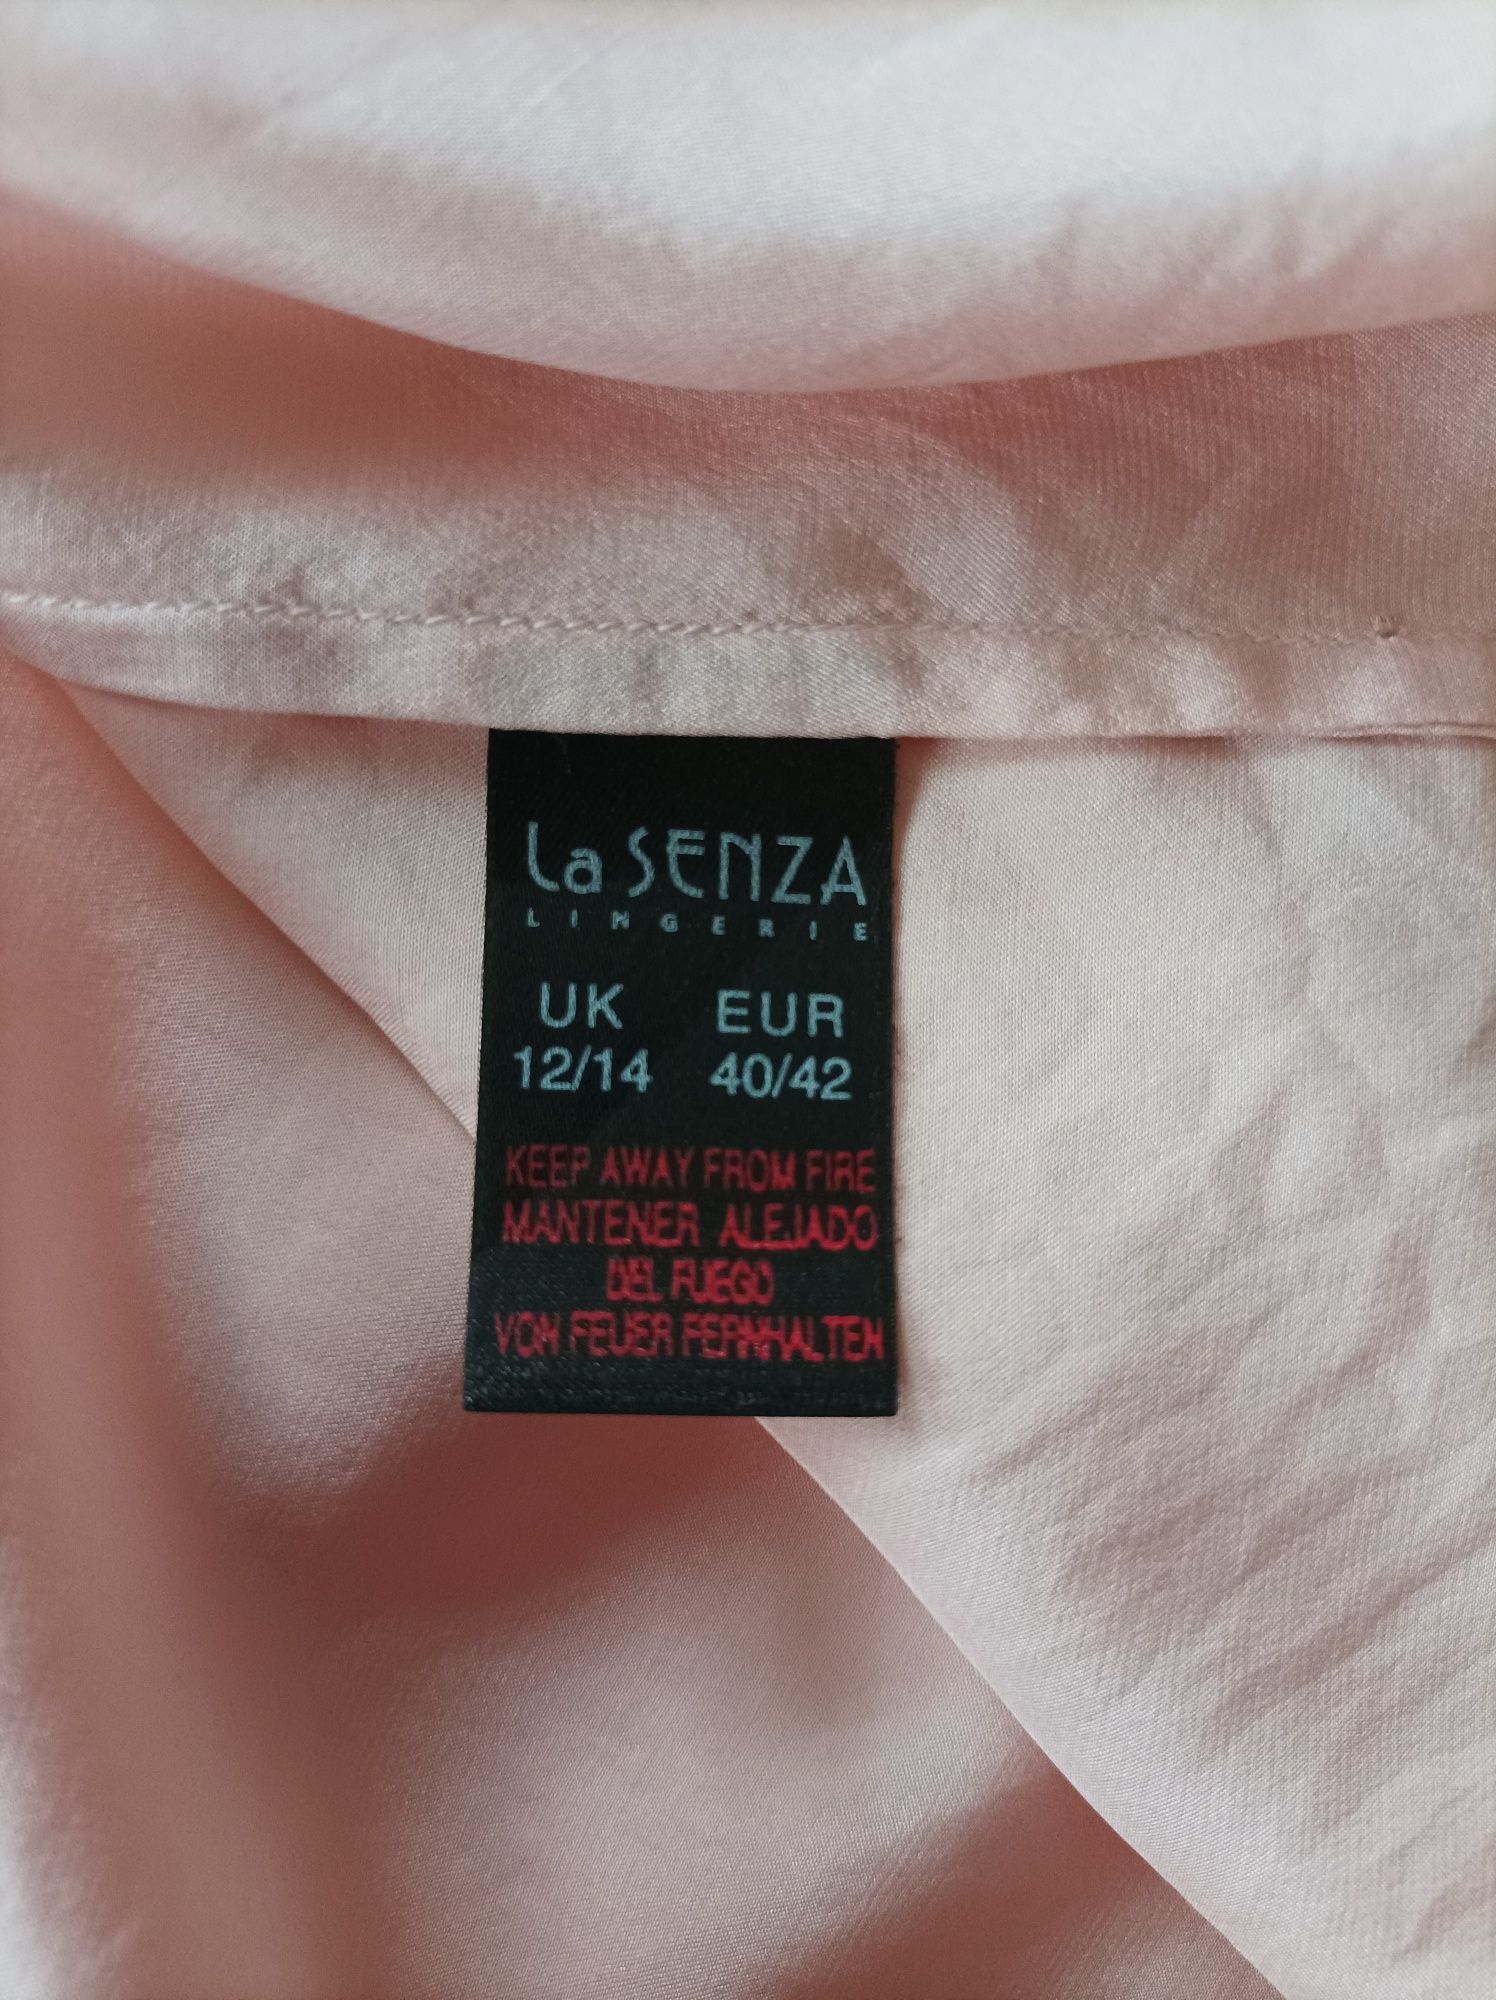 La SENZA
LINGERIE
UK EUR
12/14 40/42
KEEP AWAY FROM FIRE
MANTENER ALEJADO
DEL FUEGO
VON FEUER FERNHALTEN